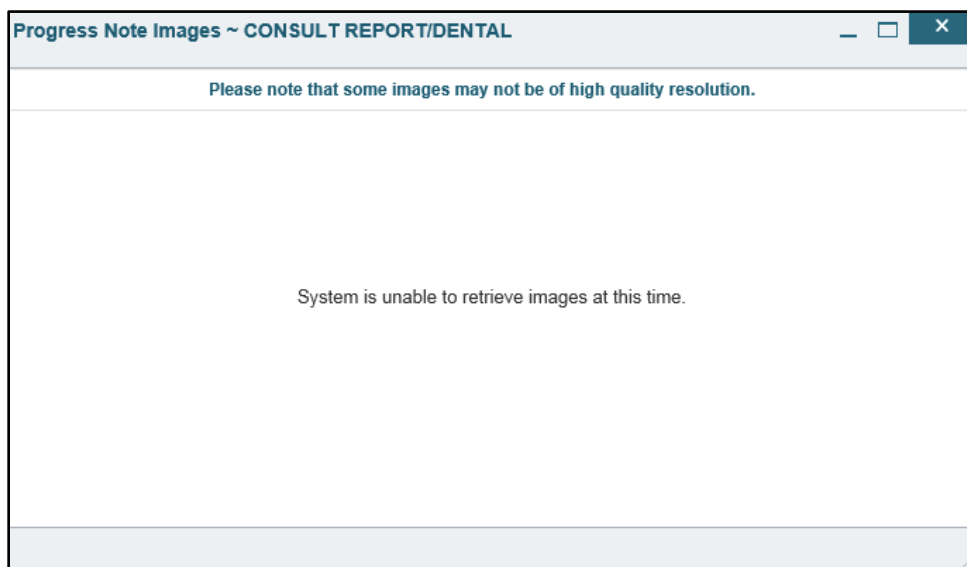 Progress Note Images ~ CONSULT REPORT/DENTAL
Please note that some images may not be of high quality resolution.
System is unable to retrieve images at this time.